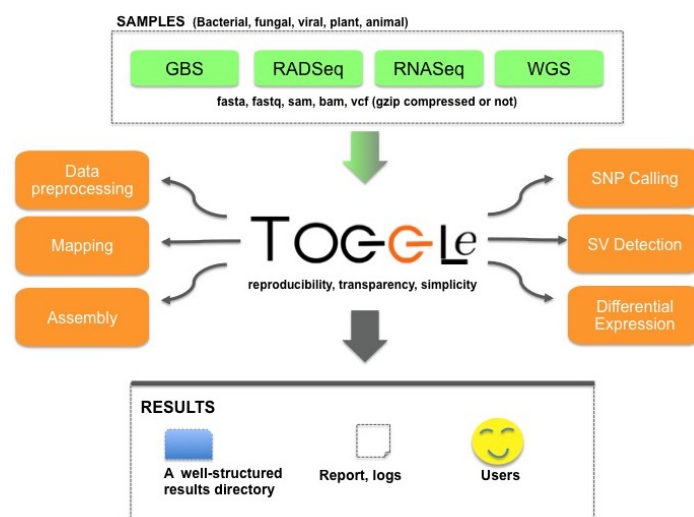 SAMPLES (Bacterial, fungal, viral, plant, animal)
GBS
RADSeq
RNASeq
WGS
fasta, fastq, sam, bam, vcf (gzip compressed or not)
Data
preprocessing
Mapping
Assembly
TOGGLe
reproducibility, transparency, simplicity
SNP Calling
SV Detection
Differential
Expression
RESULTS
A well-structured
results directory
Report, logs
Users